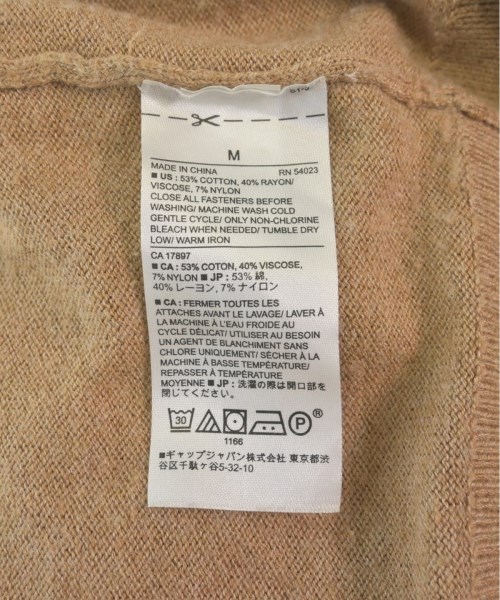 M
MADE IN CHINA RN 54023
■ US : 53% COTTON, 40% RAYON/
VISCOSE, 7% NYLON
CLOSE ALL FASTENERS BEFORE
WASHING/ MACHINE WASH COLD
GENTLE CYCLE/ ONLY NON-CHLORINE
BLEACH WHEN NEEDED/ TUMBLE DRY
LOW/ WARM IRON
CA 17897
■ CA : 53% COTON, 40% VISCOSE,
7% NYLON ■ JP : 53% 綿,
40% レーヨン, 7% ナイロン
■ CA : FERMER TOUTES LES
ATTACHES AVANT LE LAVAGE/ LAVER À
LA MACHINE À L'EAU FROIDE AU
CYCLE DÉLICAT/ UTILISER AU BESOIN
UN AGENT DE BLANCHIMENT SANS
CHLORE UNIQUEMENT/ SÉCHER À LA
MACHINE À BASSE TEMPÉRATURE/
REPASSER À TEMPÉRATURE
MOYENNE ■ JP : 洗濯の際は開口部を
閉じてください。
30 P ®
1166
■ギャップジャパン株式会社 東京都渋
谷区千駄ヶ谷5-32-10